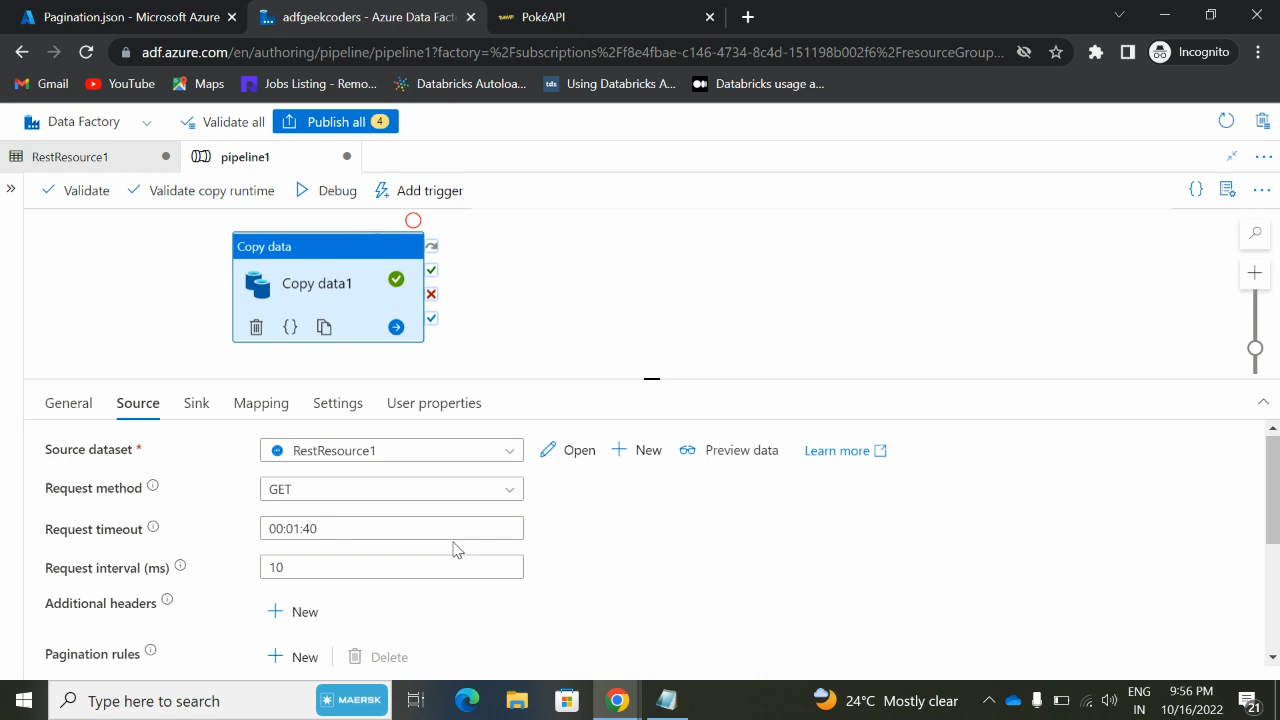 Pagination.json - Microsoft Azure
adfgeekcoders - Azure Data Fact
PokéAPI
adf.azure.com/en/authoring/pipeline/pipeline1?factory=%2Fsubscriptions%2Ff8e4fbae-c146-4734-8c4d-151198b002f6%2FresourceGroup...
Incognito
Gmail
YouTube
Maps
Jobs Listing - Remo...
Databricks Autoloa...
tds
Using Databricks A...
Databricks usage a...
Data Factory
Validate all
Publish all 4
RestResource1
pipeline1
Validate
Validate copy runtime
Debug
Add trigger
Copy data
Copy data1
General
Source
Sink
Mapping
Settings
User properties
Source dataset *
RestResource1
Open
New
Preview data
Learn more
Request method
GET
Request timeout
00:01:40
Request interval (ms)
10
Additional headers
New
Pagination rules
New
Delete
Type here to search
MAERSK
24°C Mostly clear
ENG
IN
9:56 PM
10/16/2022
21